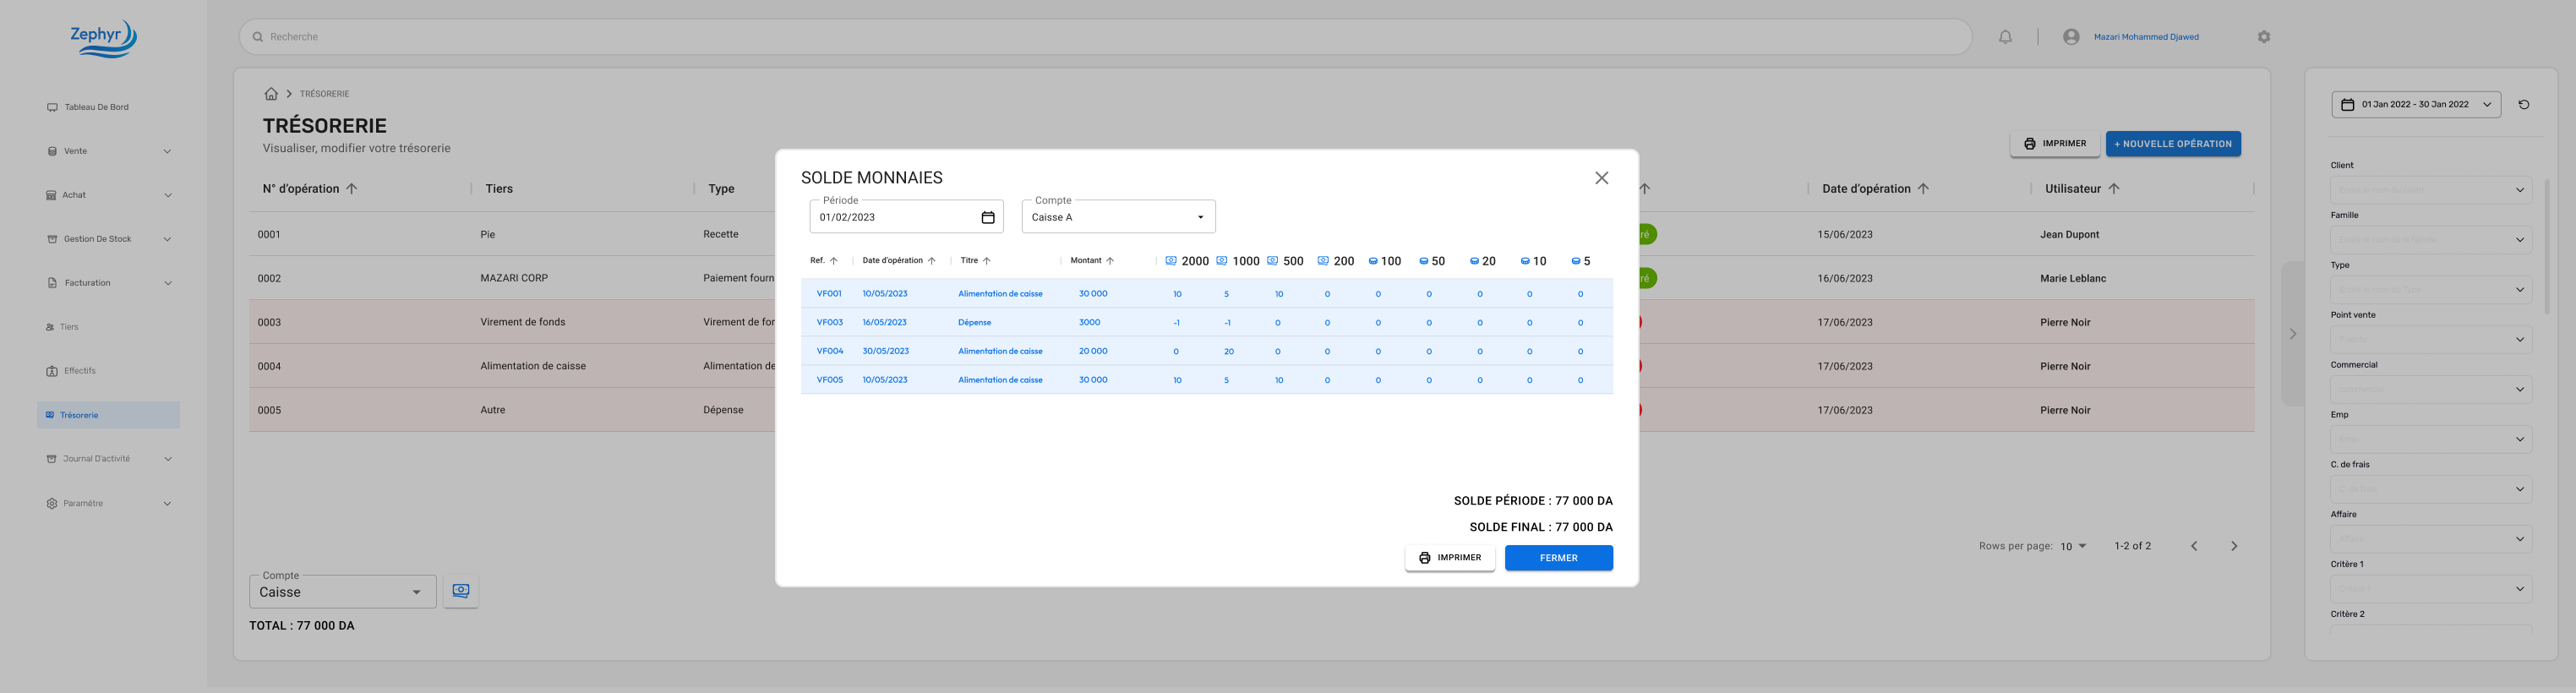 Zephyr
Recherche
Mazari Mohammed Djawed
Tableau De Bord
Vente
Achat
Gestion De Stock
Facturation
Tiers
Effectifs
Trésorerie
Journal D'activité
Paramétre
TRÉSORERIE
TRÉSORERIE
Visualiser, modifier votre trésorerie
IMPRIMER
+ NOUVELLE OPÉRATION
N° d'opération Tiers Type Date d'opération Utilisateur
0001 Pie Recette ré 15/06/2023 Jean Dupont
0002 MAZARI CORP Paiement fourn é 16/06/2023 Marie Leblanc
0003 Virement de fonds Virement de for 17/06/2023 Pierre Noir
0004 Alimentation de caisse Alimentation de 17/06/2023 Pierre Noir
0005 Autre Dépense 17/06/2023 Pierre Noir
Rows per page: 10 1-2 of 2
Compte
Caisse
TOTAL : 77 000 DA
SOLDE MONNAIES
Période
01/02/2023
Compte
Caisse A
Ref. Date d'opération Titre Montant 2000 1000 500 200 100 50 20 10 5
VF001 10/05/2023 Alimentation de caisse 30 000 10 5 10 0 0 0 0 0 0
VF003 16/05/2023 Dépense 3000 -1 -1 0 0 0 0 0 0 0
VF004 30/05/2023 Alimentation de caisse 20 000 0 20 0 0 0 0 0 0 0
VF005 10/05/2023 Alimentation de caisse 30 000 10 5 10 0 0 0 0 0 0
SOLDE PÉRIODE : 77 000 DA
SOLDE FINAL : 77 000 DA
IMPRIMER
FERMER
01 Jan 2022 - 30 Jan 2022
Client
Famille
Type
Point vente
Commercial
Emp
C. de frais
Affaire
Critère 1
Critère 2